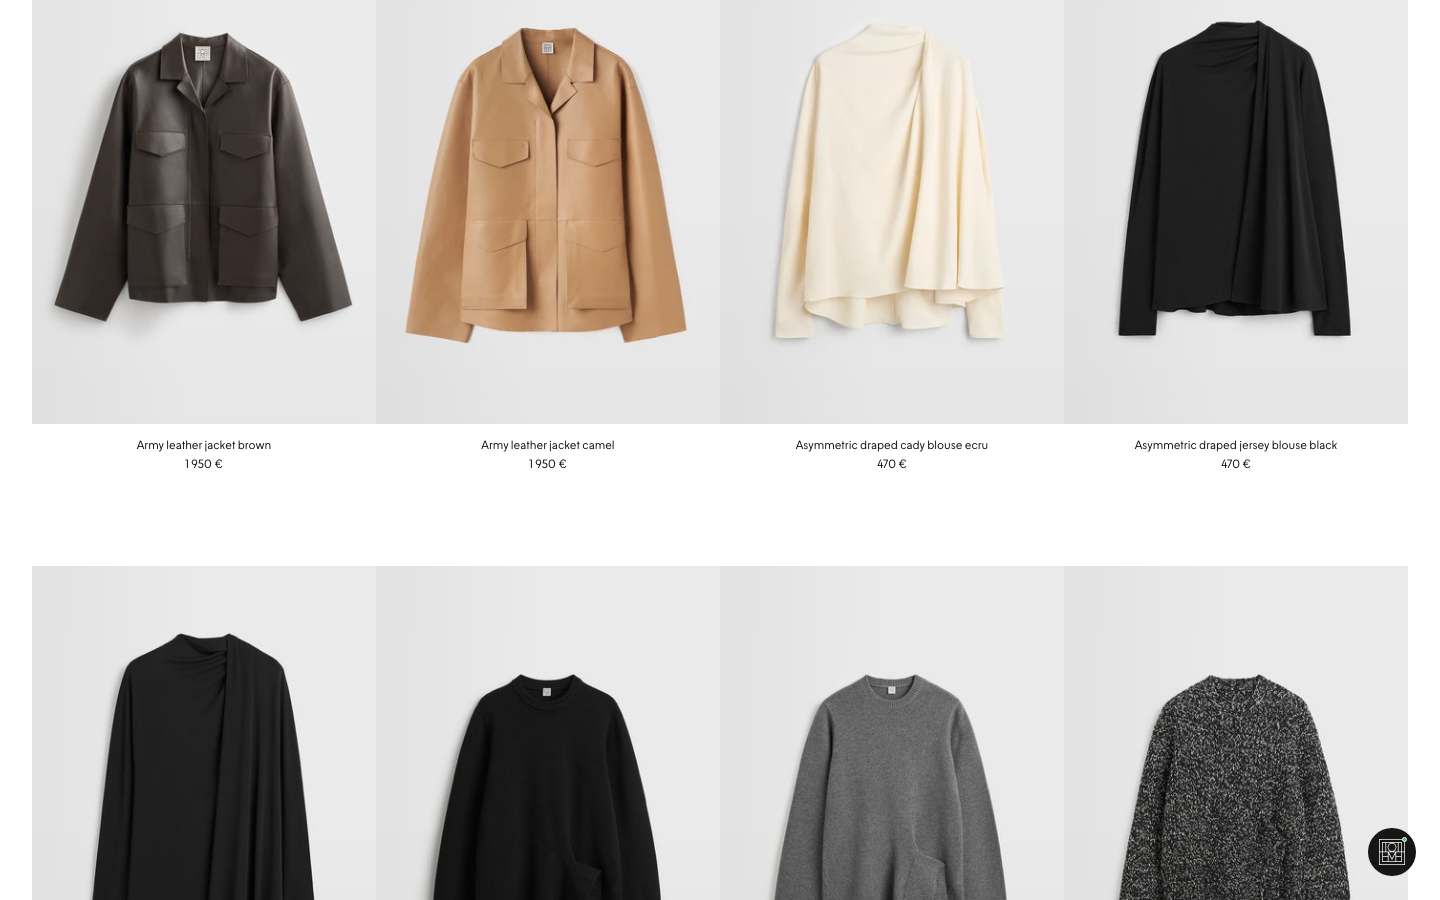 Army leather jacket brown
1 950 €
Army leather jacket camel
1 950 €
Asymmetric draped cady blouse ecru
470 €
Asymmetric draped jersey blouse black
470 €